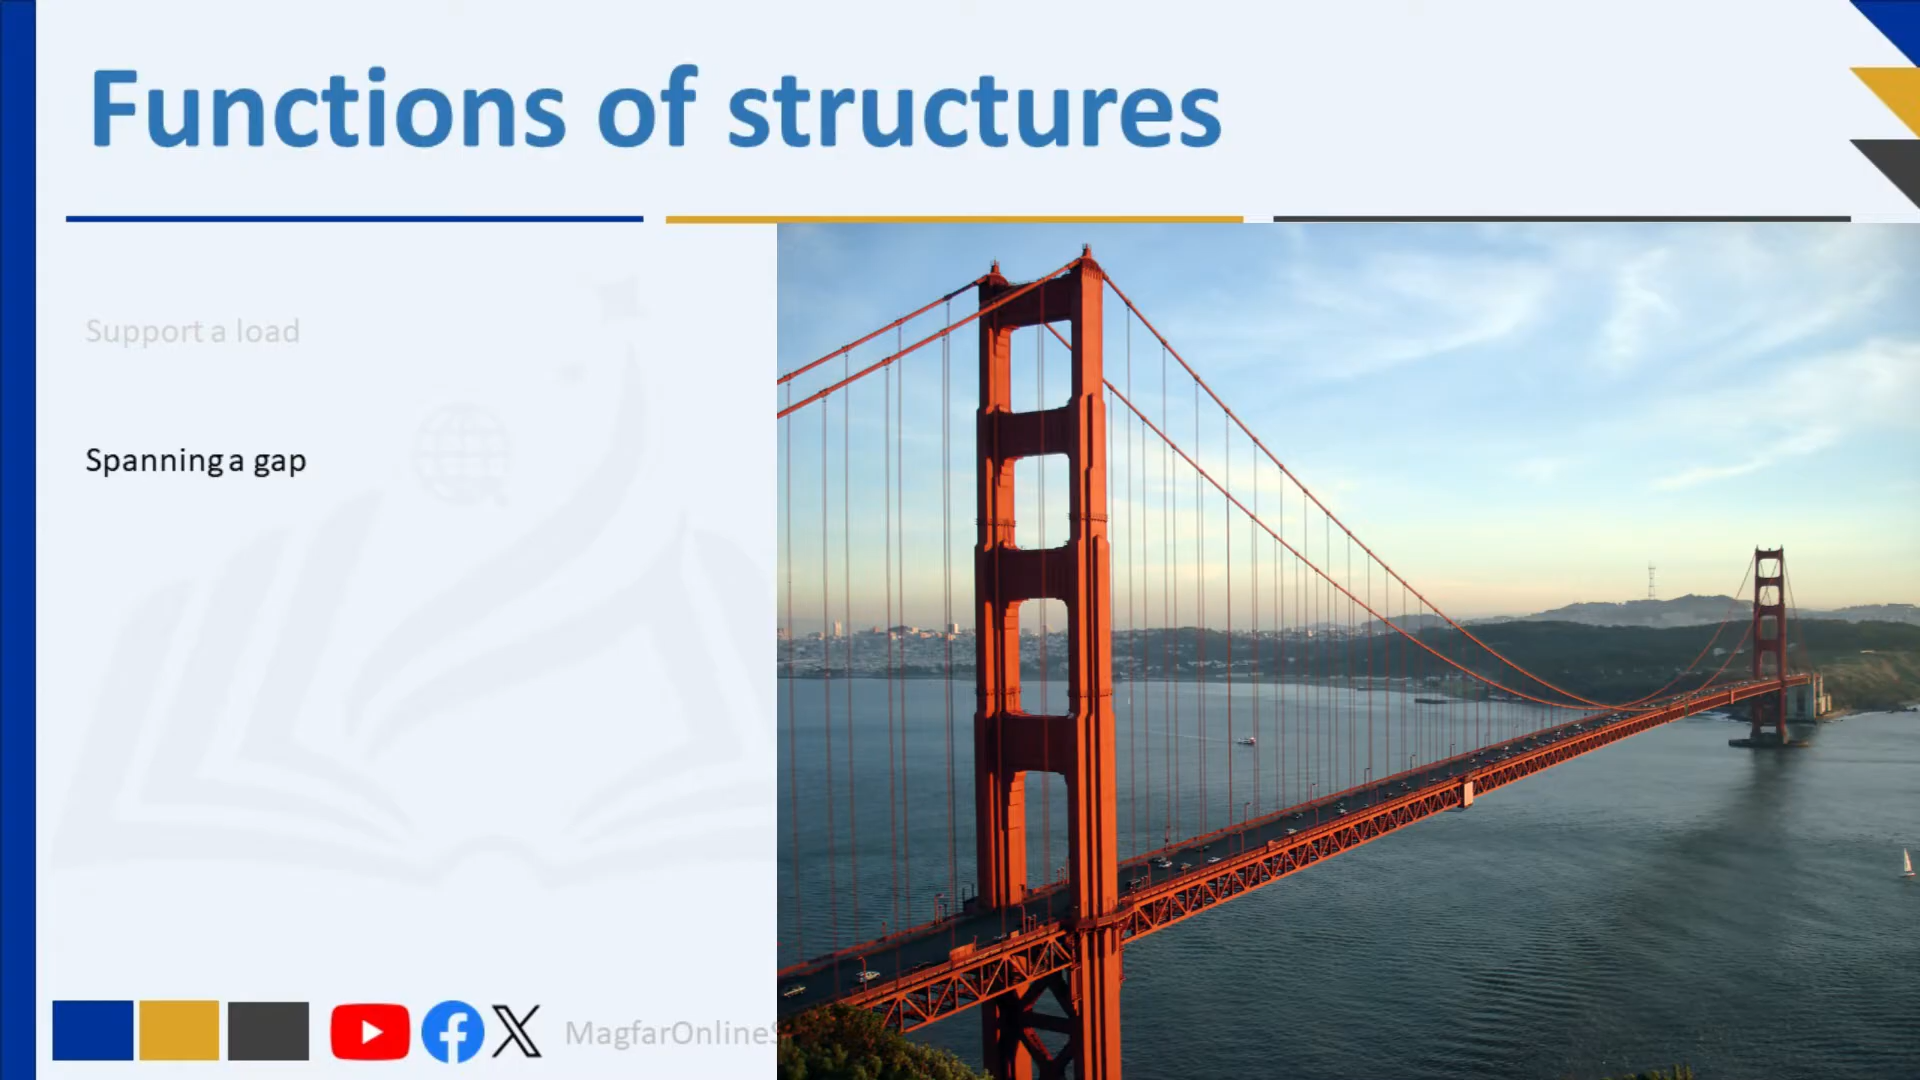 Functions of structures
Support a load
Spanning a gap
MagfarOnline